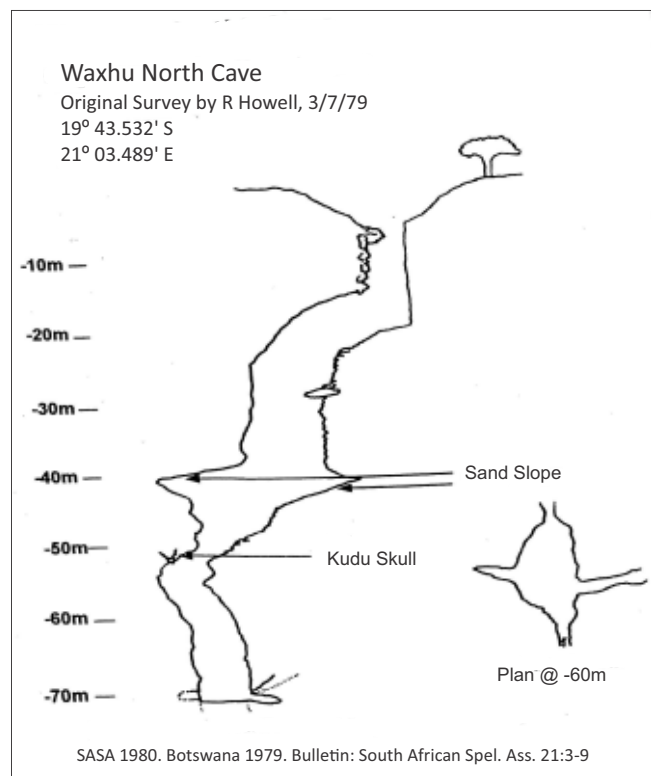 Waxhu North Cave
Original Survey by R Howell, 3/7/79
19º 43.532' S
21º 03.489' E
-10m
-20m
-30m
-40m
Sand Slope
-50m
Kudu Skull
-60m
Plan @ -60m
-70m
SASA 1980. Botswana 1979. Bulletin: South African Spel. Ass. 21:3-9